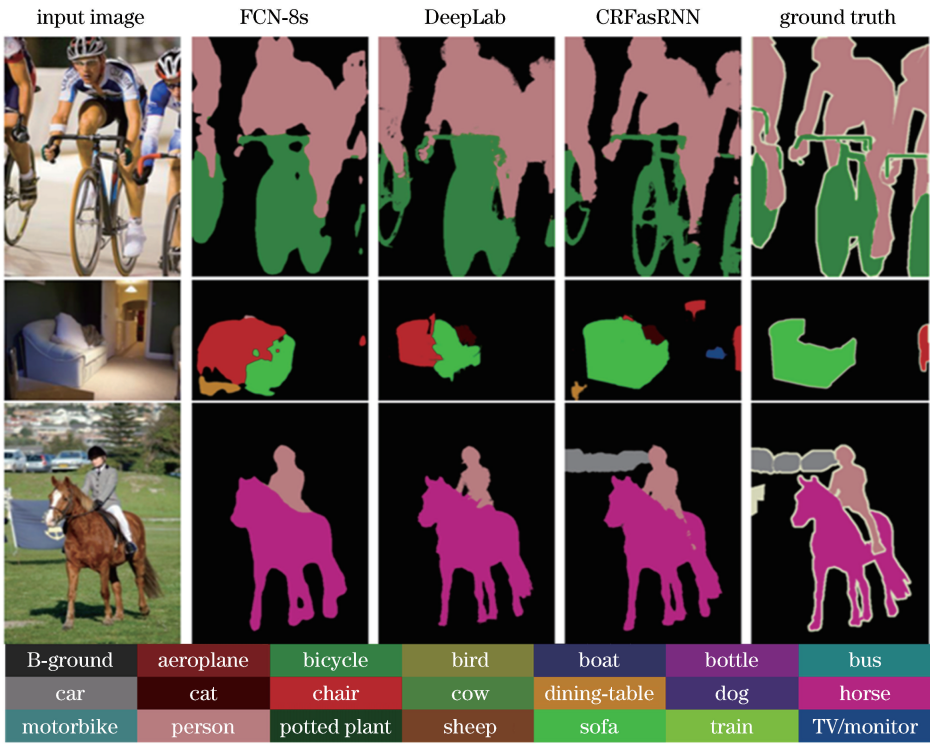 input image FCN-8s DeepLab CRFasRNN ground truth
B-ground aeroplane bicycle bird boat bottle bus
car cat chair cow dining-table dog horse
motorbike person potted plant sheep sofa train TV/monitor